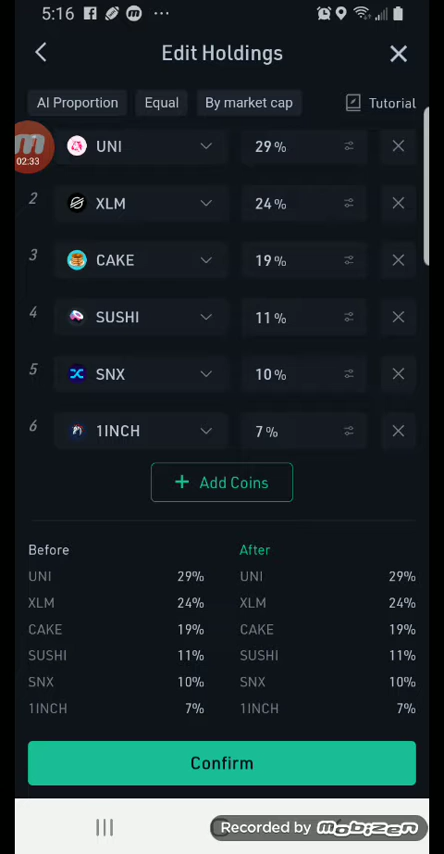 5:16
Edit Holdings
AI Proportion Equal By market cap Tutorial
02:33
UNI 29%
2 XLM 24%
3 CAKE 19%
4 SUSHI 11%
5 SNX 10%
6 1INCH 7%
+ Add Coins
Before After
UNI 29% UNI 29%
XLM 24% XLM 24%
CAKE 19% CAKE 19%
SUSHI 11% SUSHI 11%
SNX 10% SNX 10%
1INCH 7% 1INCH 7%
Confirm
Recorded by mobizen